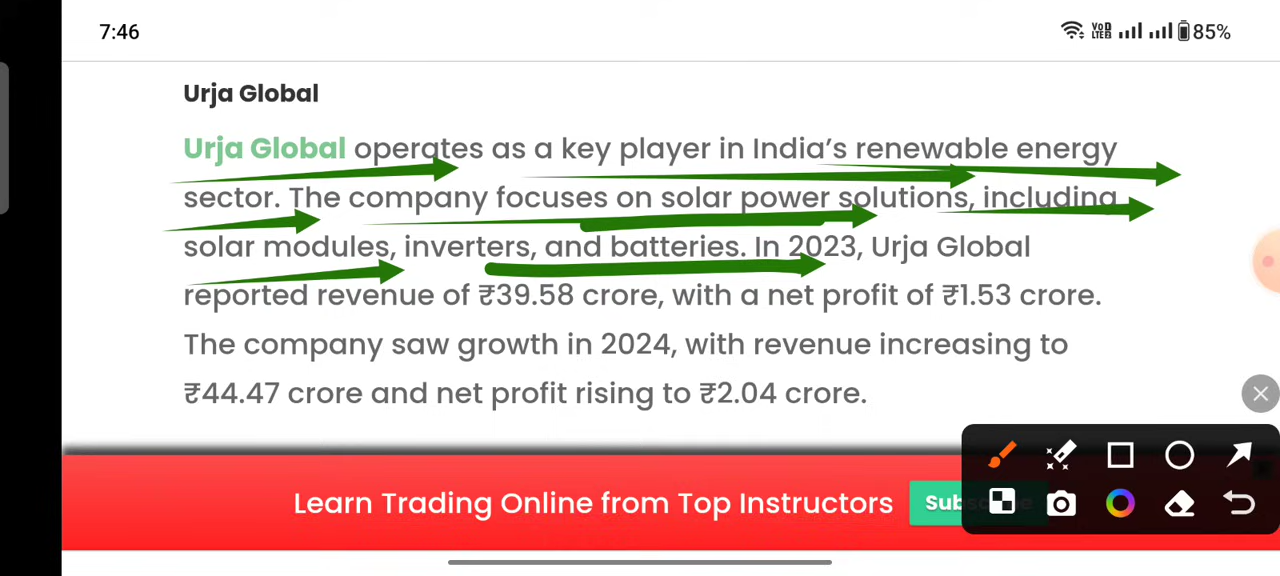 7:46
VoD LTE2 85%
Urja Global
Urja Global operates as a key player in India's renewable energy
sector. The company focuses on solar power solutions, including
solar modules, inverters, and batteries. In 2023, Urja Global
reported revenue of ₹39.58 crore, with a net profit of ₹1.53 crore.
The company saw growth in 2024, with revenue increasing to
₹44.47 crore and net profit rising to ₹2.04 crore.
Learn Trading Online from Top Instructors